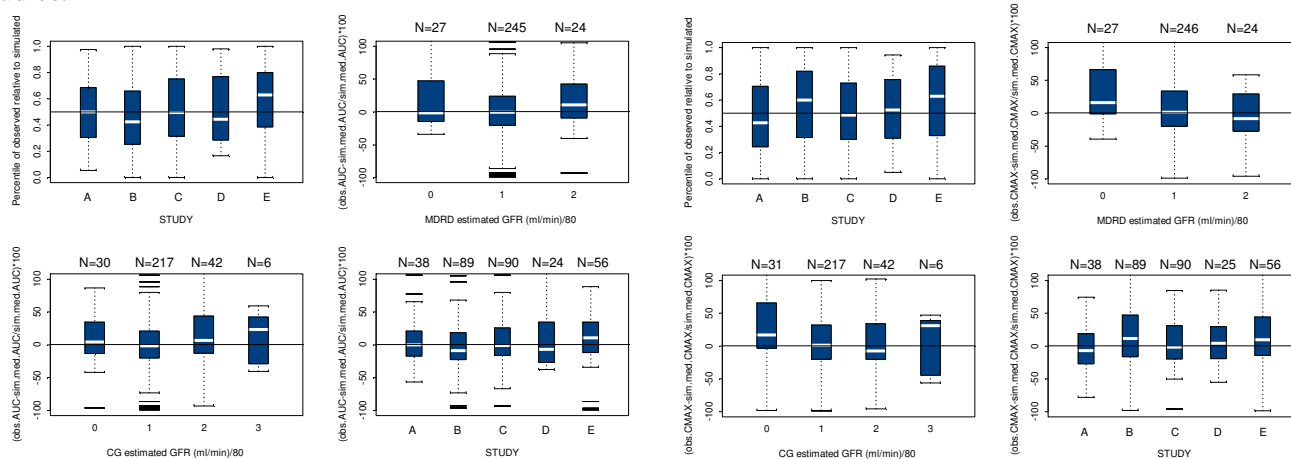 Percentile of observed relative to simulated
0.0 0.2 0.4 0.6 0.8 1.0
A B C D E
STUDY
N=27 N=245 N=24
(obs.AUC-sim.med.AUC/sim.med.AUC)*100
-100 -50 0 50 100
0 1 2
MDRD estimated GFR (ml/min)/80
Percentile of observed relative to simulated
0.0 0.2 0.4 0.6 0.8 1.0
A B C D E
STUDY
N=27 N=246 N=24
(obs.CMAX-sim.med.CMAX/sim.med.CMAX)*100
-100 -50 0 50 100
0 1 2
MDRD estimated GFR (ml/min)/80
N=30 N=217 N=42 N=6
(obs.AUC-sim.med.AUC/sim.med.AUC)*100
-100 -50 0 50 100
0 1 2 3
CG estimated GFR (ml/min)/80
N=38 N=89 N=90 N=24 N=56
(obs.AUC-sim.med.AUC/sim.med.AUC)*100
-100 -50 0 50 100
A B C D E
STUDY
N=31 N=217 N=42 N=6
(obs.CMAX-sim.med.CMAX/sim.med.CMAX)*100
-100 -50 0 50 100
0 1 2 3
CG estimated GFR (ml/min)/80
N=38 N=89 N=90 N=25 N=56
(obs.CMAX-sim.med.CMAX/sim.med.CMAX)*100
-100 -50 0 50 100
A B C D E
STUDY